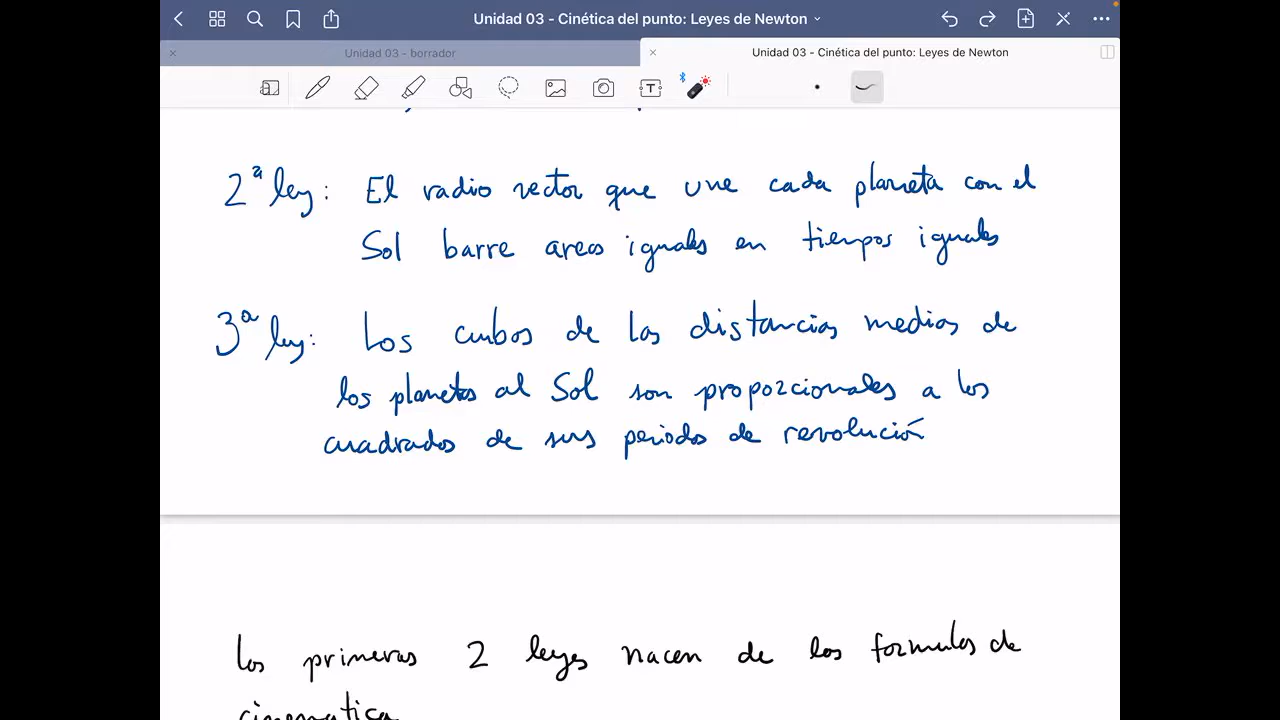 Unidad 03 - Cinética del punto: Leyes de Newton
Unidad 03 - borrador
Unidad 03 - Cinética del punto: Leyes de Newton
2ª ley: El radio vector que une cada planeta con el
Sol barre areas iguales en tiempos iguales
3ª ley: Los cubos de las distancias medias de
los planetas al Sol son proporcionales a los
cuadrados de sus periodos de revolución
Las primeras 2 leyes nacen de las formulas de
cinematica